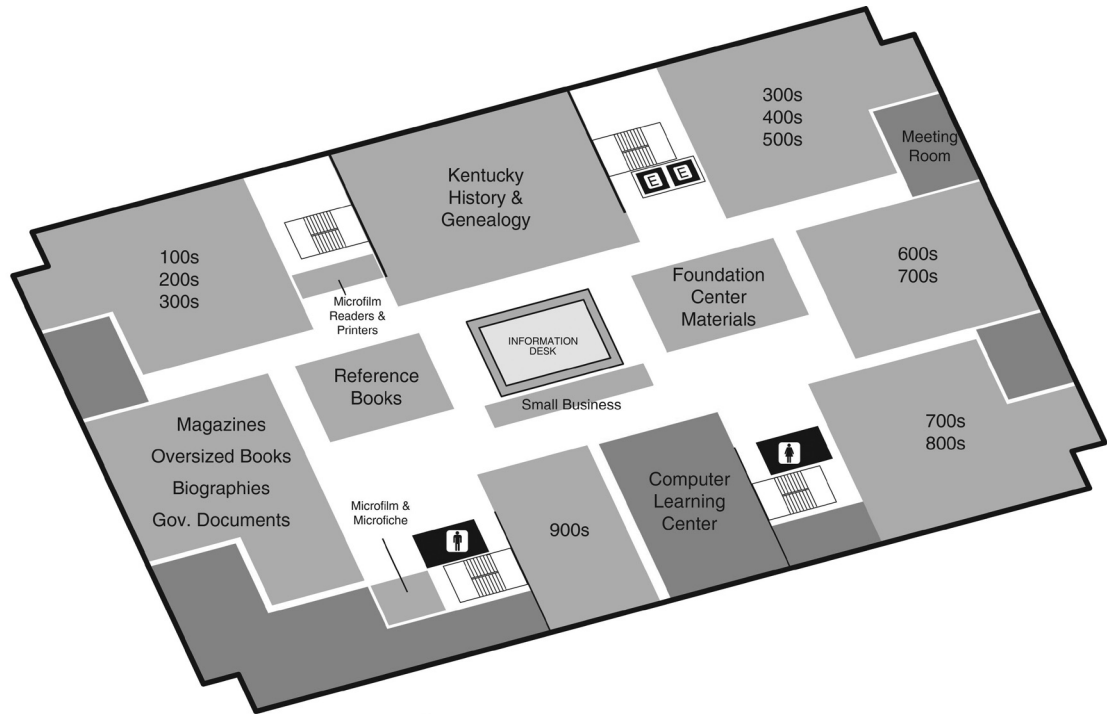 300s
400s
500s
Meeting
Room
Kentucky
History &
Genealogy
E E
100s
200s
300s
Microfilm
Readers &
Printers
600s
700s
Foundation
Center
Materials
INFORMATION
DESK
Reference
Books
Small Business
Magazines
Oversized Books
Biographies
Gov. Documents
700s
800s
Computer
Learning
Center
Microfilm &
Microfiche
900s